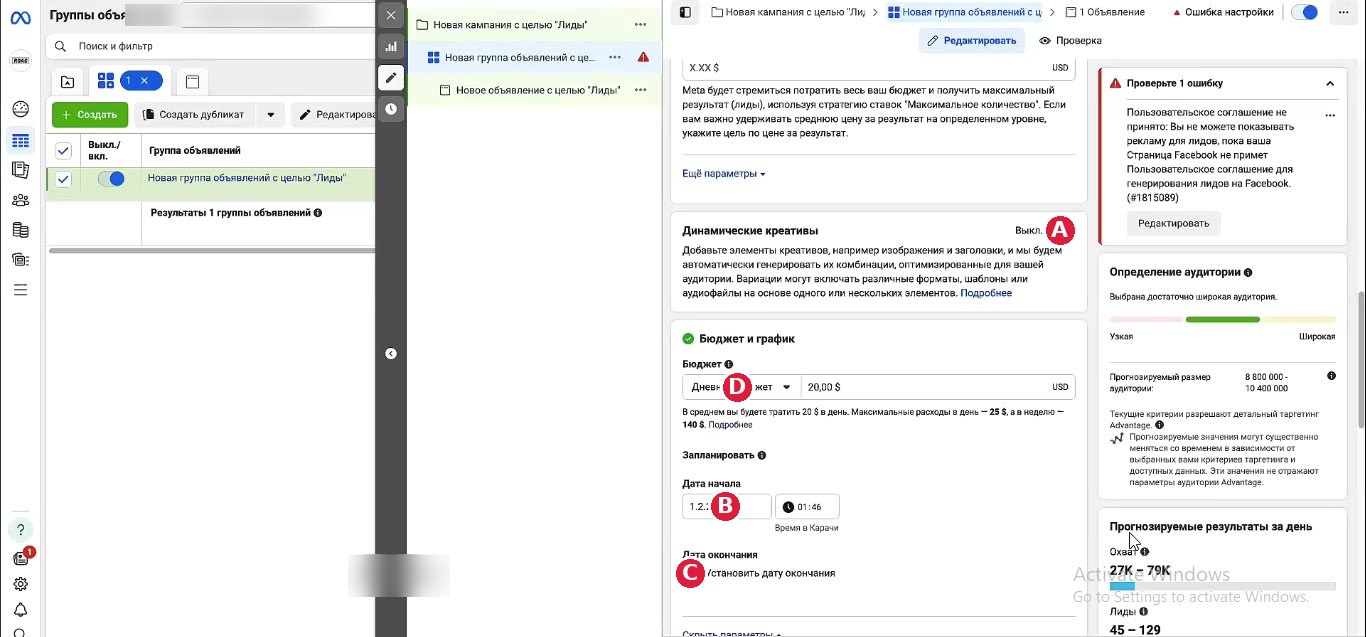 Группы объя
ROAS
Поиск и фильтр
1 ×
+ Создать
Создать дубликат
Редактирова
Выкл./
вкл.
Группа объявлений
Новая группа объявлений с целью "Лиды"
Результаты 1 группы объявлений
?
1
Новая кампания с целью "Лиды"
Новая группа объявлений с це...
Новое объявление с целью "Лиды"
Новая кампания с целью "Ли
Новая группа объявлений с ц
1 Объявление
Ошибка настройки
Редактировать
Проверка
X.XX $
USD
Meta будет стремиться потратить весь ваш бюджет и получить максимальный
результат (лиды), используя стратегию ставок "Максимальное количество". Если
вам важно удерживать среднюю цену за результат на определенном уровне,
укажите цель по цене за результат.
Ещё параметры
Динамические креативы
Выкл.
A
Добавьте элементы креативов, например изображения и заголовки, и мы будем
автоматически генерировать их комбинации, оптимизированные для вашей
аудитории. Вариации могут включать различные форматы, шаблоны или
аудиофайлы на основе одного или нескольких элементов. Подробнее
Бюджет и график
Бюджет
Дневн
D
жет
20,00 $
USD
В среднем вы будете тратить 20 $ в день. Максимальные расходы в день — 25 $, а в неделю —
140 $. Подробнее
Запланировать
Дата начала
1.2.
B
01:46
Время в Карачи
Дата окончания
C
Установить дату окончания
Скрыть параметры
Проверьте 1 ошибку
Пользовательское соглашение не
принято: Вы не можете показывать
рекламу для лидов, пока ваша
Страница Facebook не примет
Пользовательское соглашение для
генерирования лидов на Facebook.
(#1815089)
Редактировать
Определение аудитории
Выбрана достаточно широкая аудитория.
Узкая
Широкая
Прогнозируемый размер
аудитории:
8 800 000 -
10 400 000
Текущие критерии разрешают детальный таргетинг
Advantage.
Прогнозируемые значения могут существенно
меняться со временем в зависимости от
выбранных вами критериев таргетинга и
доступных данных. Эти значения не отражают
параметры аудитории Advantage.
Прогнозируемые результаты за день
Охват
27K – 79K
Activate Windows
Go to Settings to activate Windows.
Лиды
45 – 129